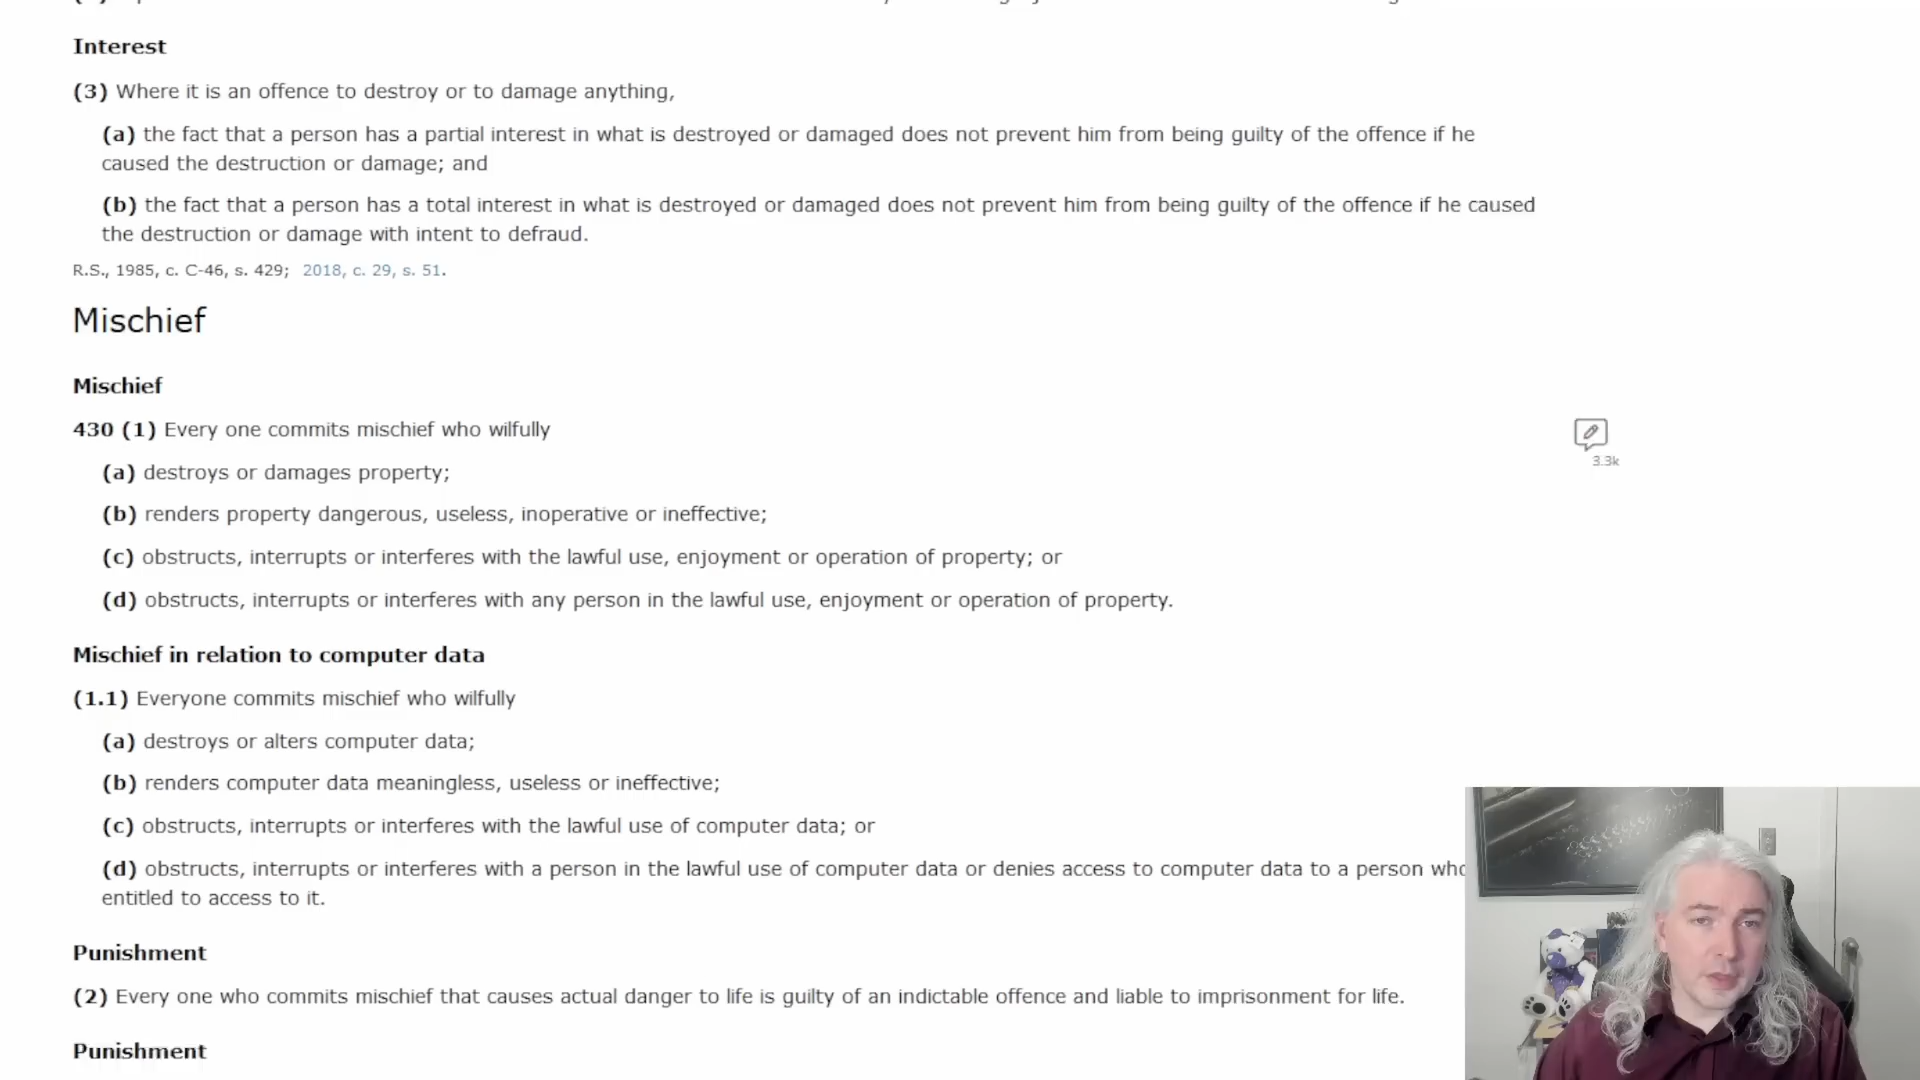 Interest
(3) Where it is an offence to destroy or to damage anything,
(a) the fact that a person has a partial interest in what is destroyed or damaged does not prevent him from being guilty of the offence if he
caused the destruction or damage; and
(b) the fact that a person has a total interest in what is destroyed or damaged does not prevent him from being guilty of the offence if he caused
the destruction or damage with intent to defraud.
R.S., 1985, c. C-46, s. 429; 2018, c. 29, s. 51.
Mischief
Mischief
430 (1) Every one commits mischief who wilfully
3.3k
(a) destroys or damages property;
(b) renders property dangerous, useless, inoperative or ineffective;
(c) obstructs, interrupts or interferes with the lawful use, enjoyment or operation of property; or
(d) obstructs, interrupts or interferes with any person in the lawful use, enjoyment or operation of property.
Mischief in relation to computer data
(1.1) Everyone commits mischief who wilfully
(a) destroys or alters computer data;
(b) renders computer data meaningless, useless or ineffective;
(c) obstructs, interrupts or interferes with the lawful use of computer data; or
(d) obstructs, interrupts or interferes with a person in the lawful use of computer data or denies access to computer data to a person who
entitled to access to it.
Punishment
(2) Every one who commits mischief that causes actual danger to life is guilty of an indictable offence and liable to imprisonment for life.
Punishment